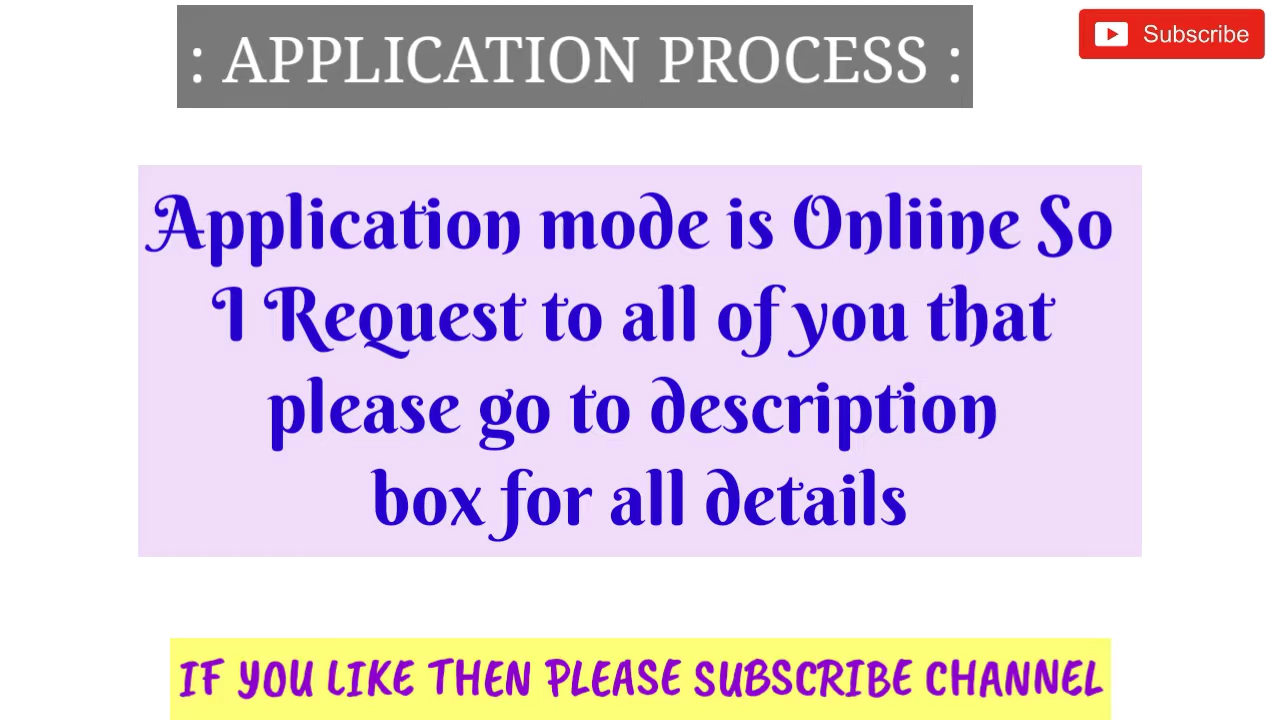 : APPLICATION PROCESS :
Subscribe
Application mode is Onliine So
I Request to all of you that
please go to description
box for all details
IF YOU LIKE THEN PLEASE SUBSCRIBE CHANNEL